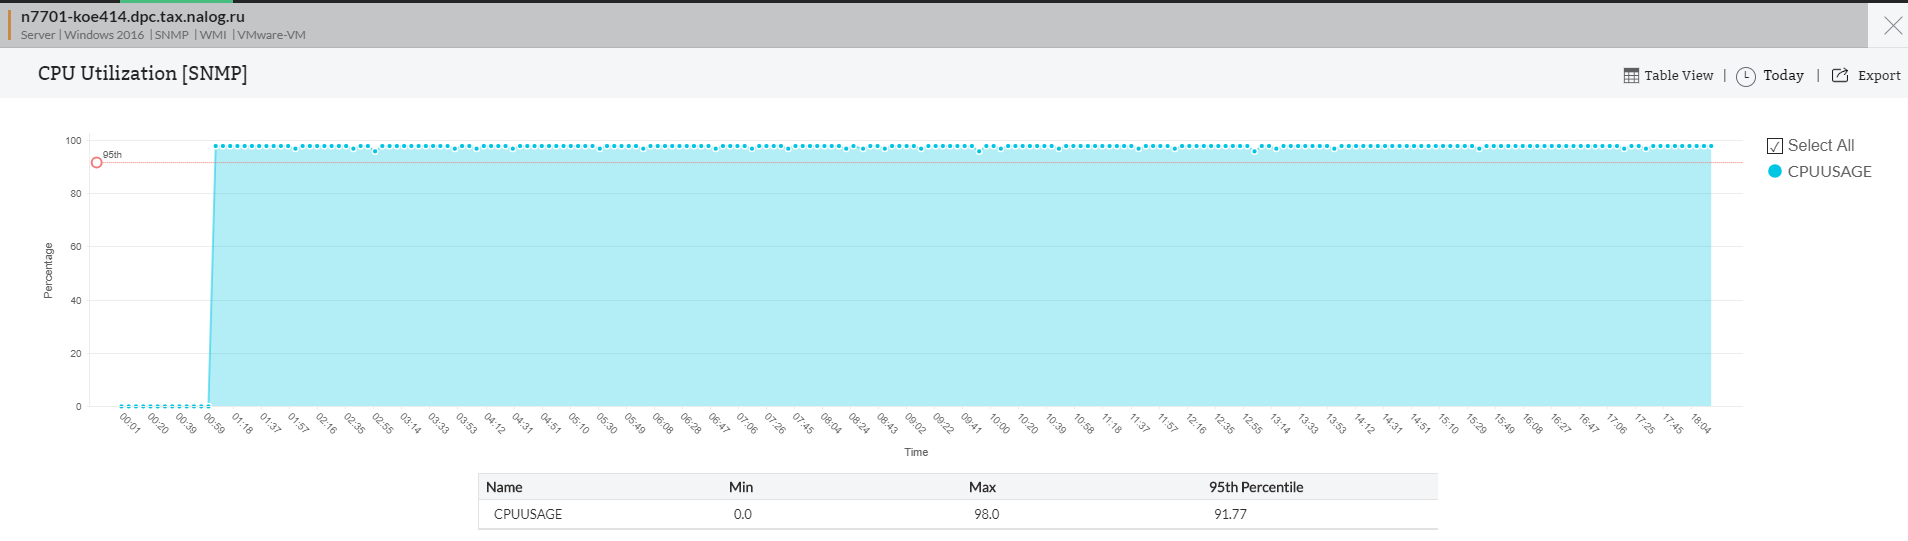 n7701-koe414.dpc.tax.nalog.ru
Server | Windows 2016 | SNMP | WMI | VMware-VM
CPU Utilization [SNMP]
Table View | Today | Export
100
95th
80
60
40
20
0
Percentage
Select All
CPUUSAGE
00:01 00:20 00:39 00:59 01:18 01:37 01:57 02:16 02:35 02:55 03:14 03:33 03:53 04:12 04:31 04:51 05:10 05:30 05:49 06:08 06:28 06:47 07:06 07:26 07:45 08:04 08:24 08:43 09:02 09:22 09:41 10:00 10:20 10:39 10:58 11:18 11:37 11:57 12:16 12:35 12:55 13:14 13:33 13:53 14:12 14:31 14:51 15:10 15:29 15:49 16:08 16:27 16:47 17:06 17:25 17:45 18:04
Time
Name Min Max 95th Percentile
CPUUSAGE 0.0 98.0 91.77